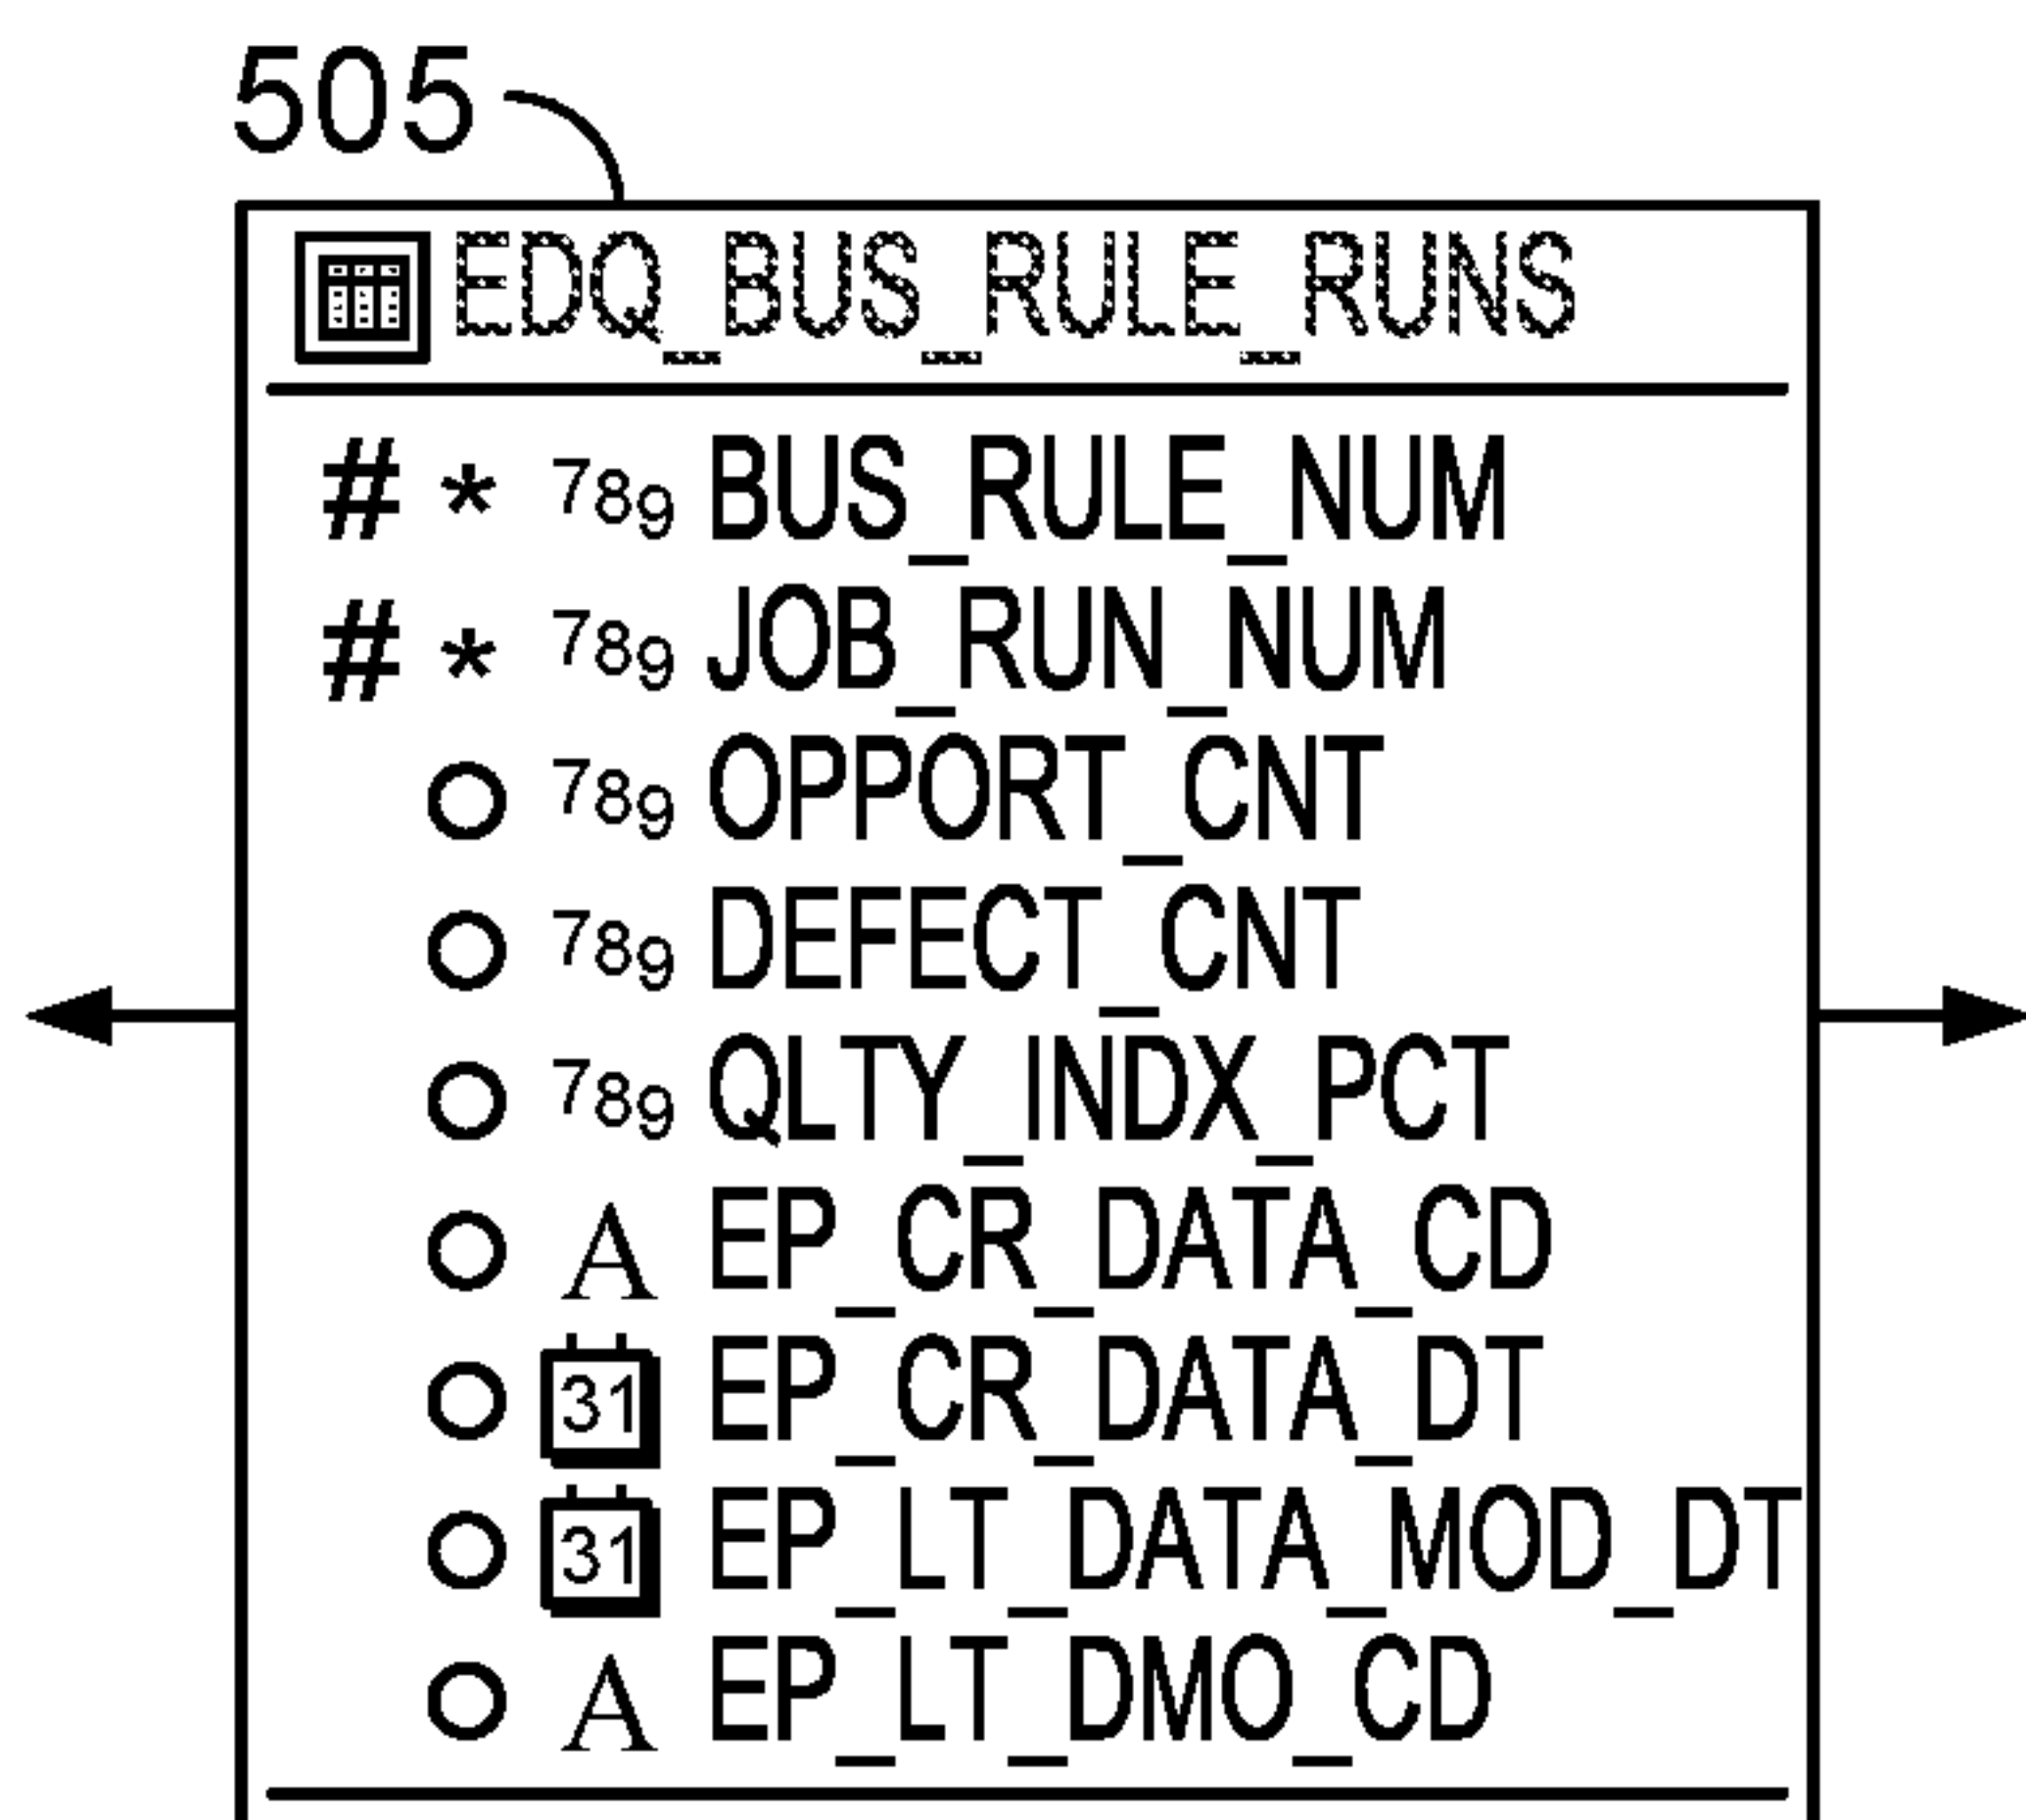 505
EDQ_BUS_RULE_RUNS
# * 789 BUS_RULE_NUM
# * 789 JOB_RUN_NUM
O 789 OPPORT_CNT
O 789 DEFECT_CNT
O 789 QLTY_INDX_PCT
O A EP_CR_DATA_CD
O 31 EP_CR_DATA_DT
O 31 EP_LT_DATA_MOD_DT
O A EP_LT_DMO_CD